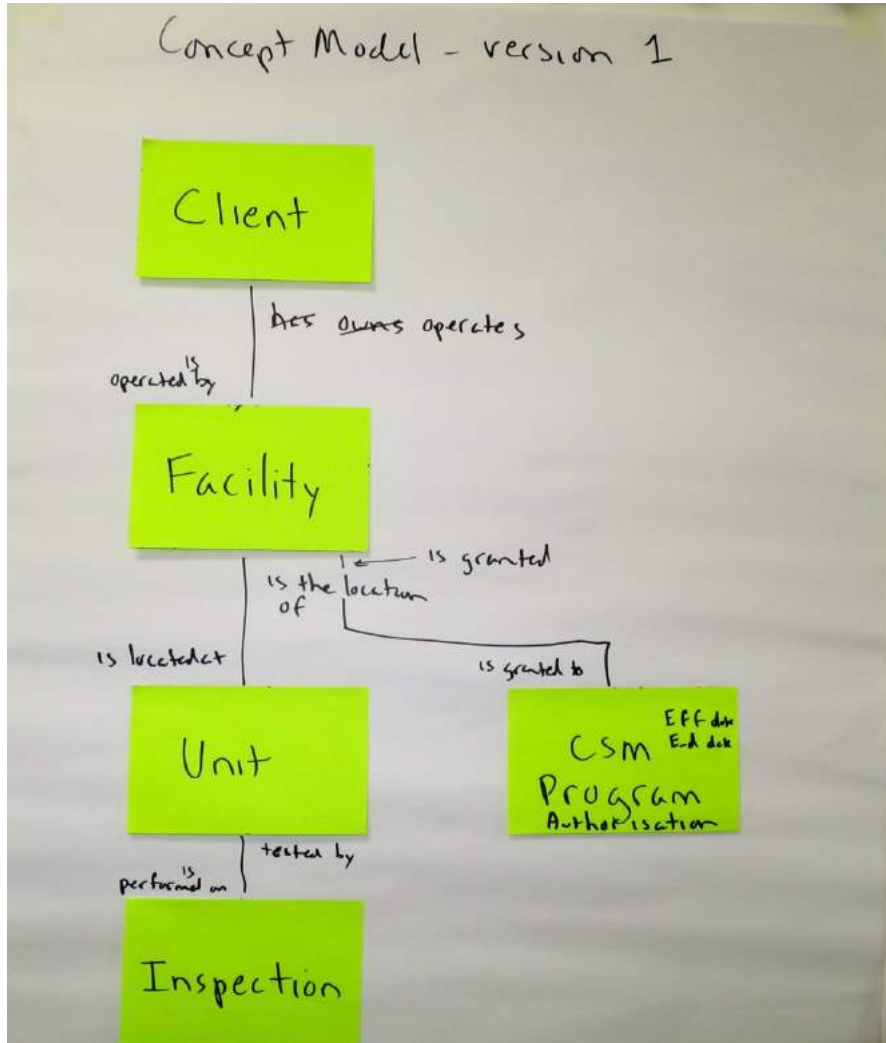 Concept Model - version 1
Client
has owns operates
is
operated by
Facility
is granted
is the location
of
is located at
is granted to
Unit
Eff date
End date
CSM
Program
Authorisation
tested by
is
performed on
Inspection